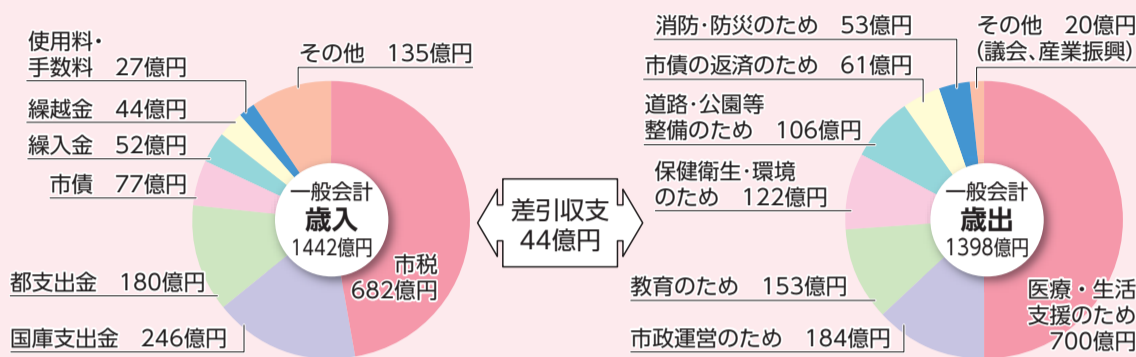 使用料・
手数料 27億円
繰越金 44億円
繰入金 52億円
市債 77億円
都支出金 180億円
国庫支出金 246億円
その他 135億円
一般会計
歳入
1442億円
市税
682億円
差引収支
44億円
消防・防災のため 53億円
市債の返済のため 61億円
道路・公園等
整備のため 106億円
保健衛生・環境
のため 122億円
教育のため 153億円
市政運営のため 184億円
その他 20億円
(議会、産業振興)
一般会計
歳出
1398億円
医療・生活
支援のため
700億円